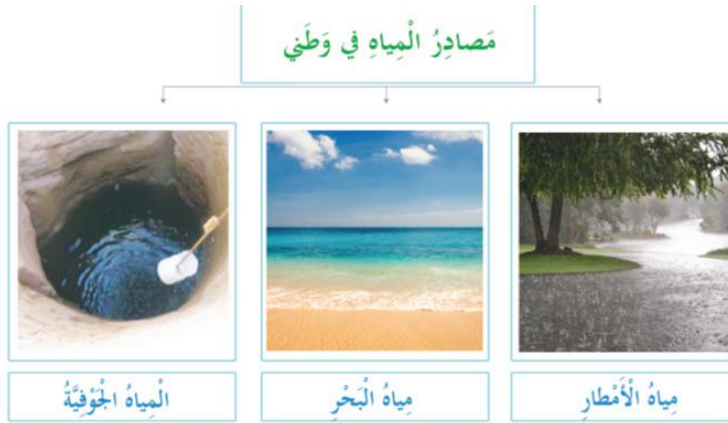 مَصادِرُ الْمِياهِ في وَطَني
مِياهُ الْأَمْطارِ
مِياهُ الْبَحْرِ
الْمِياهُ الْجَوْفِيَّةُ